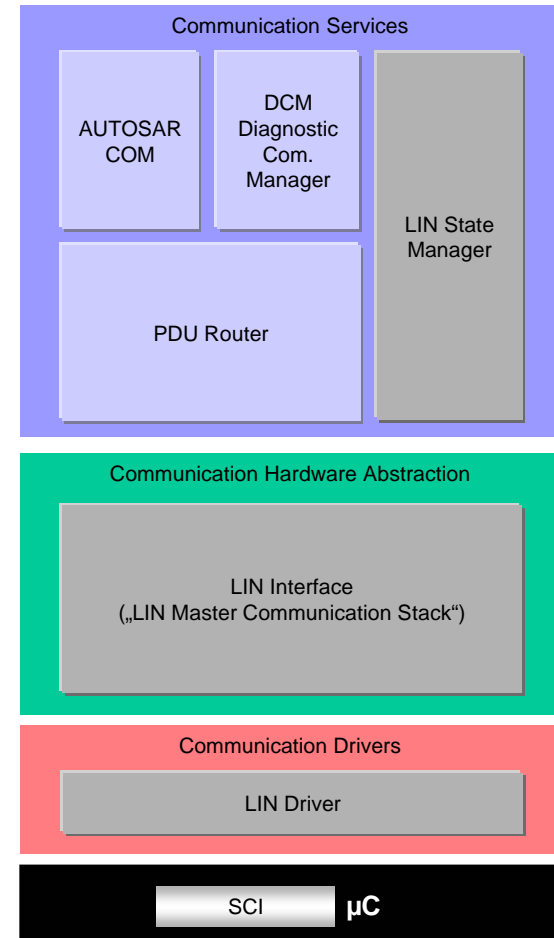 Communication Services
AUTOSAR
COM
DCM
Diagnostic
Com.
Manager
LIN State
Manager
PDU Router
Communication Hardware Abstraction
LIN Interface
(„LIN Master Communication Stack“)
Communication Drivers
LIN Driver
SCI
µC